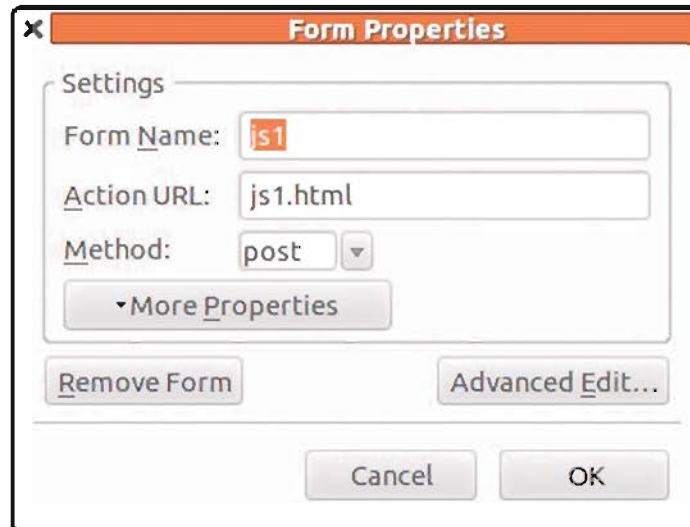 Form Properties
Settings
Form Name: js1
Action URL: js1.html
Method: post
More Properties
Remove Form Advanced Edit...
Cancel OK